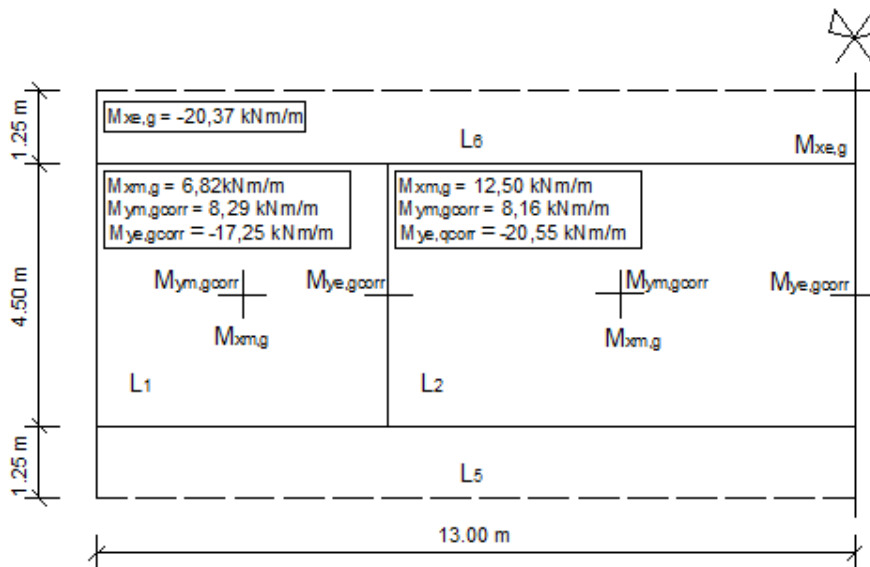 1.25 m
Mxe,g = -20,37 kNm/m
L6
Mxe,g
4.50 m
Mxm,g = 6,82kNm/m
Mym,gcorr = 8,29 kNm/m
Mye,gcorr = -17,25 kNm/m
Mxm,g = 12,50 kNm/m
Mym,gcorr = 8,16 kNm/m
Mye,qcorr = -20,55 kNm/m
Mym,gcorr
Mye,gcorr
Mym,gcorr
Mye,gcorr
Mxm,g
Mxm,g
L1
L2
1.25 m
L5
13.00 m